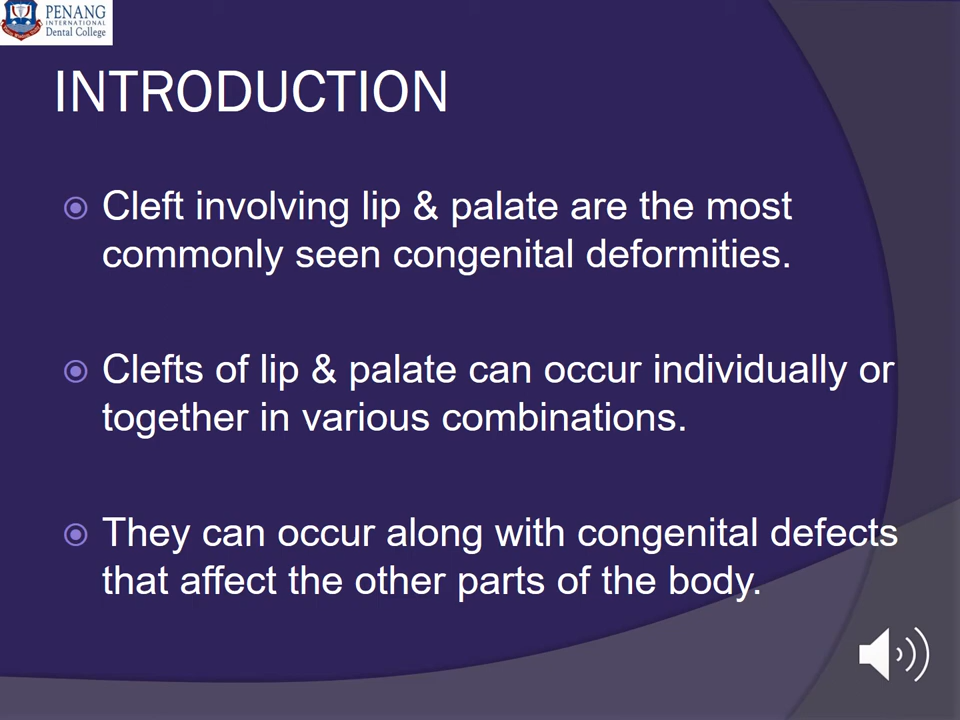 PENANG
INTERNATIONAL
Dental College
INTRODUCTION
Cleft involving lip & palate are the most
commonly seen congenital deformities.
Clefts of lip & palate can occur individually or
together in various combinations.
They can occur along with congenital defects
that affect the other parts of the body.